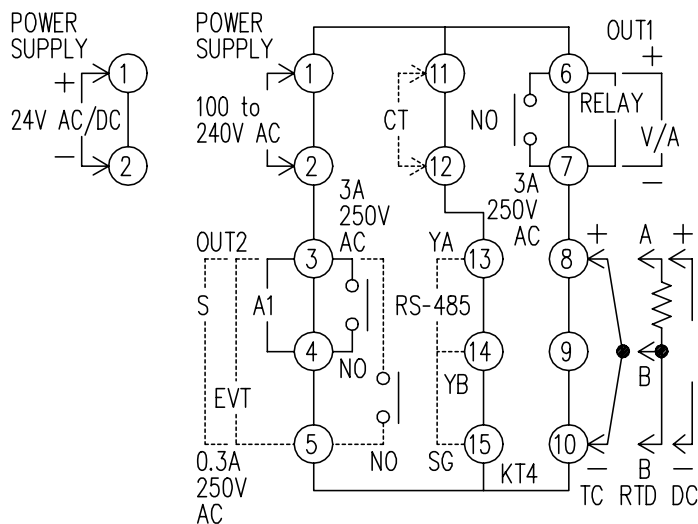 POWER
SUPPLY
+
24V AC/DC
−
1
2
POWER
SUPPLY
100 to
240V AC
1
2
11
CT
12
OUT1
6
NO
RELAY
+
V/A
−
7
3A
250V
AC
3A
250V
AC
OUT2
S
A1
EVT
3
4
5
NO
NO
0.3A
250V
AC
YA
13
RS-485
14
YB
SG
15
KT4
8
9
10
+
−
TC
A
B
B
RTD
+
−
DC